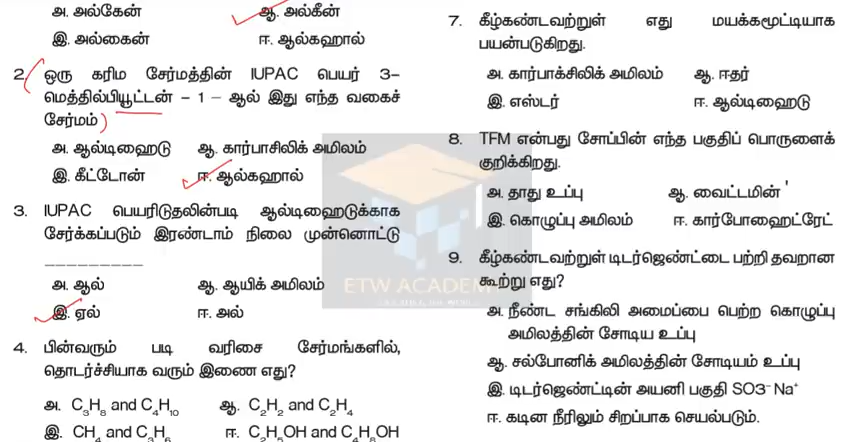 அ. அல்கேன் ஆ. அல்கீன்
இ. அல்கைன் ஈ. ஆல்கஹால்
2. ஒரு கரிம சேர்மத்தின் IUPAC பெயர் 3-
மெத்தில்பியூட்டன் – 1 – ஆல் இது எந்த வகைச்
சேர்மம்
அ. ஆல்டிஹைடு ஆ. கார்பாசிலிக் அமிலம்
இ. கீட்டோன் ஈ. ஆல்கஹால்
3. IUPAC பெயரிடுதலின்படி ஆல்டிஹைடுக்காக
சேர்க்கப்படும் இரண்டாம் நிலை முன்னொட்டு
_________
அ. ஆல் ஆ. ஆயிக் அமிலம்
இ. ஏல் ஈ. அல்
4. பின்வரும் படி வரிசை சேர்மங்களில்,
தொடர்ச்சியாக வரும் இணை எது?
அ. C₃H₈ and C₄H₁₀ ஆ. C₂H₂ and C₂H₄
இ. CH₄ and C₃H₆ ஈ. C₂H₅OH and C₄H₈OH
7. கீழ்கண்டவற்றுள் எது மயக்கமூட்டியாக
பயன்படுகிறது.
அ. கார்பாக்சிலிக் அமிலம் ஆ. ஈதர்
இ. எஸ்டர் ஈ. ஆல்டிஹைடு
8. TFM என்பது சோப்பின் எந்த பகுதிப் பொருளைக்
குறிக்கிறது.
அ. தாது உப்பு ஆ. வைட்டமின் '
இ. கொழுப்பு அமிலம் ஈ. கார்போஹைட்ரேட்
9. கீழ்கண்டவற்றுள் டிடர்ஜெண்ட்டை பற்றி தவறான
கூற்று எது?
அ. நீண்ட சங்கிலி அமைப்பை பெற்ற கொழுப்பு
அமிலத்தின் சோடிய உப்பு
ஆ. சல்போனிக் அமிலத்தின் சோடியம் உப்பு
இ. டிடர்ஜெண்ட்டின் அயனி பகுதி SO3⁻ Na⁺
ஈ. கடின நீரிலும் சிறப்பாக செயல்படும்.
ETW ACADEMY